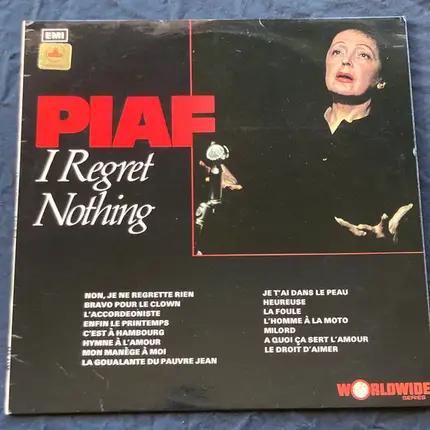 EMI
PIAF
I Regret
Nothing
NON, JE NE REGRETTE RIEN
BRAVO POUR LE CLOWN
L'ACCORDEONISTE
ENFIN LE PRINTEMPS
C'EST À HAMBOURG
HYMNE À L'AMOUR
MON MANÈGE À MOI
LA GOUALANTE DU PAUVRE JEAN
JE T'AI DANS LE PEAU
HEUREUSE
LA FOULE
L'HOMME À LA MOTO
MILORD
A QUOI ÇA SERT L'AMOUR
LE DROIT D'AIMER
WORLDWIDE
SERIES